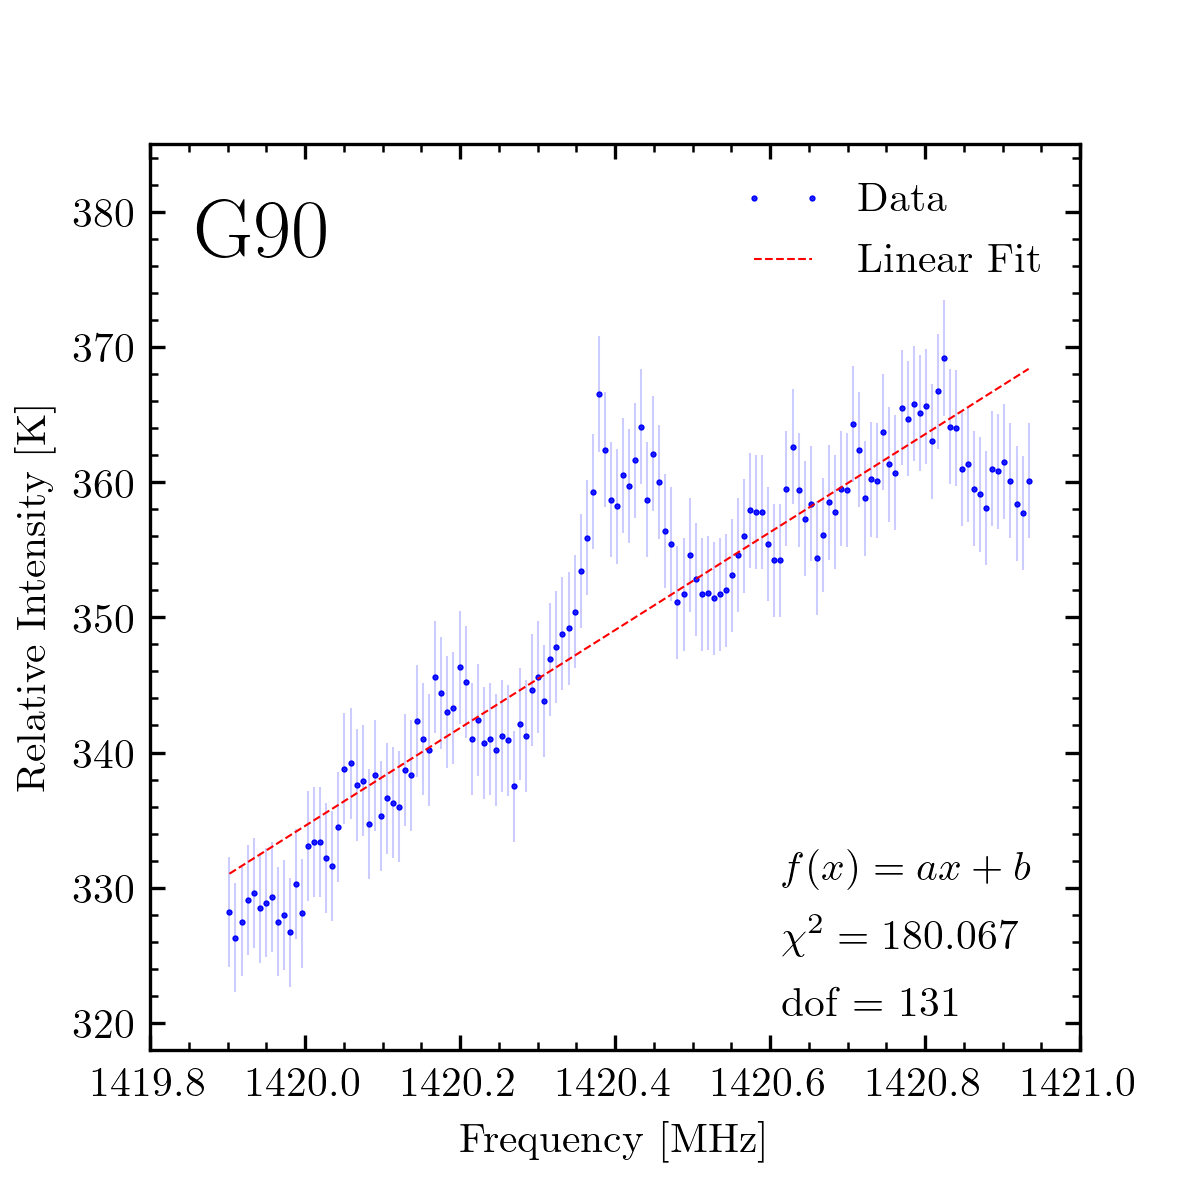 G90
Data
Linear Fit
380
370
360
350
340
330
320
Relative Intensity [K]
f(x) = ax + b
χ² = 180.067
dof = 131
1419.8 1420.0 1420.2 1420.4 1420.6 1420.8 1421.0
Frequency [MHz]